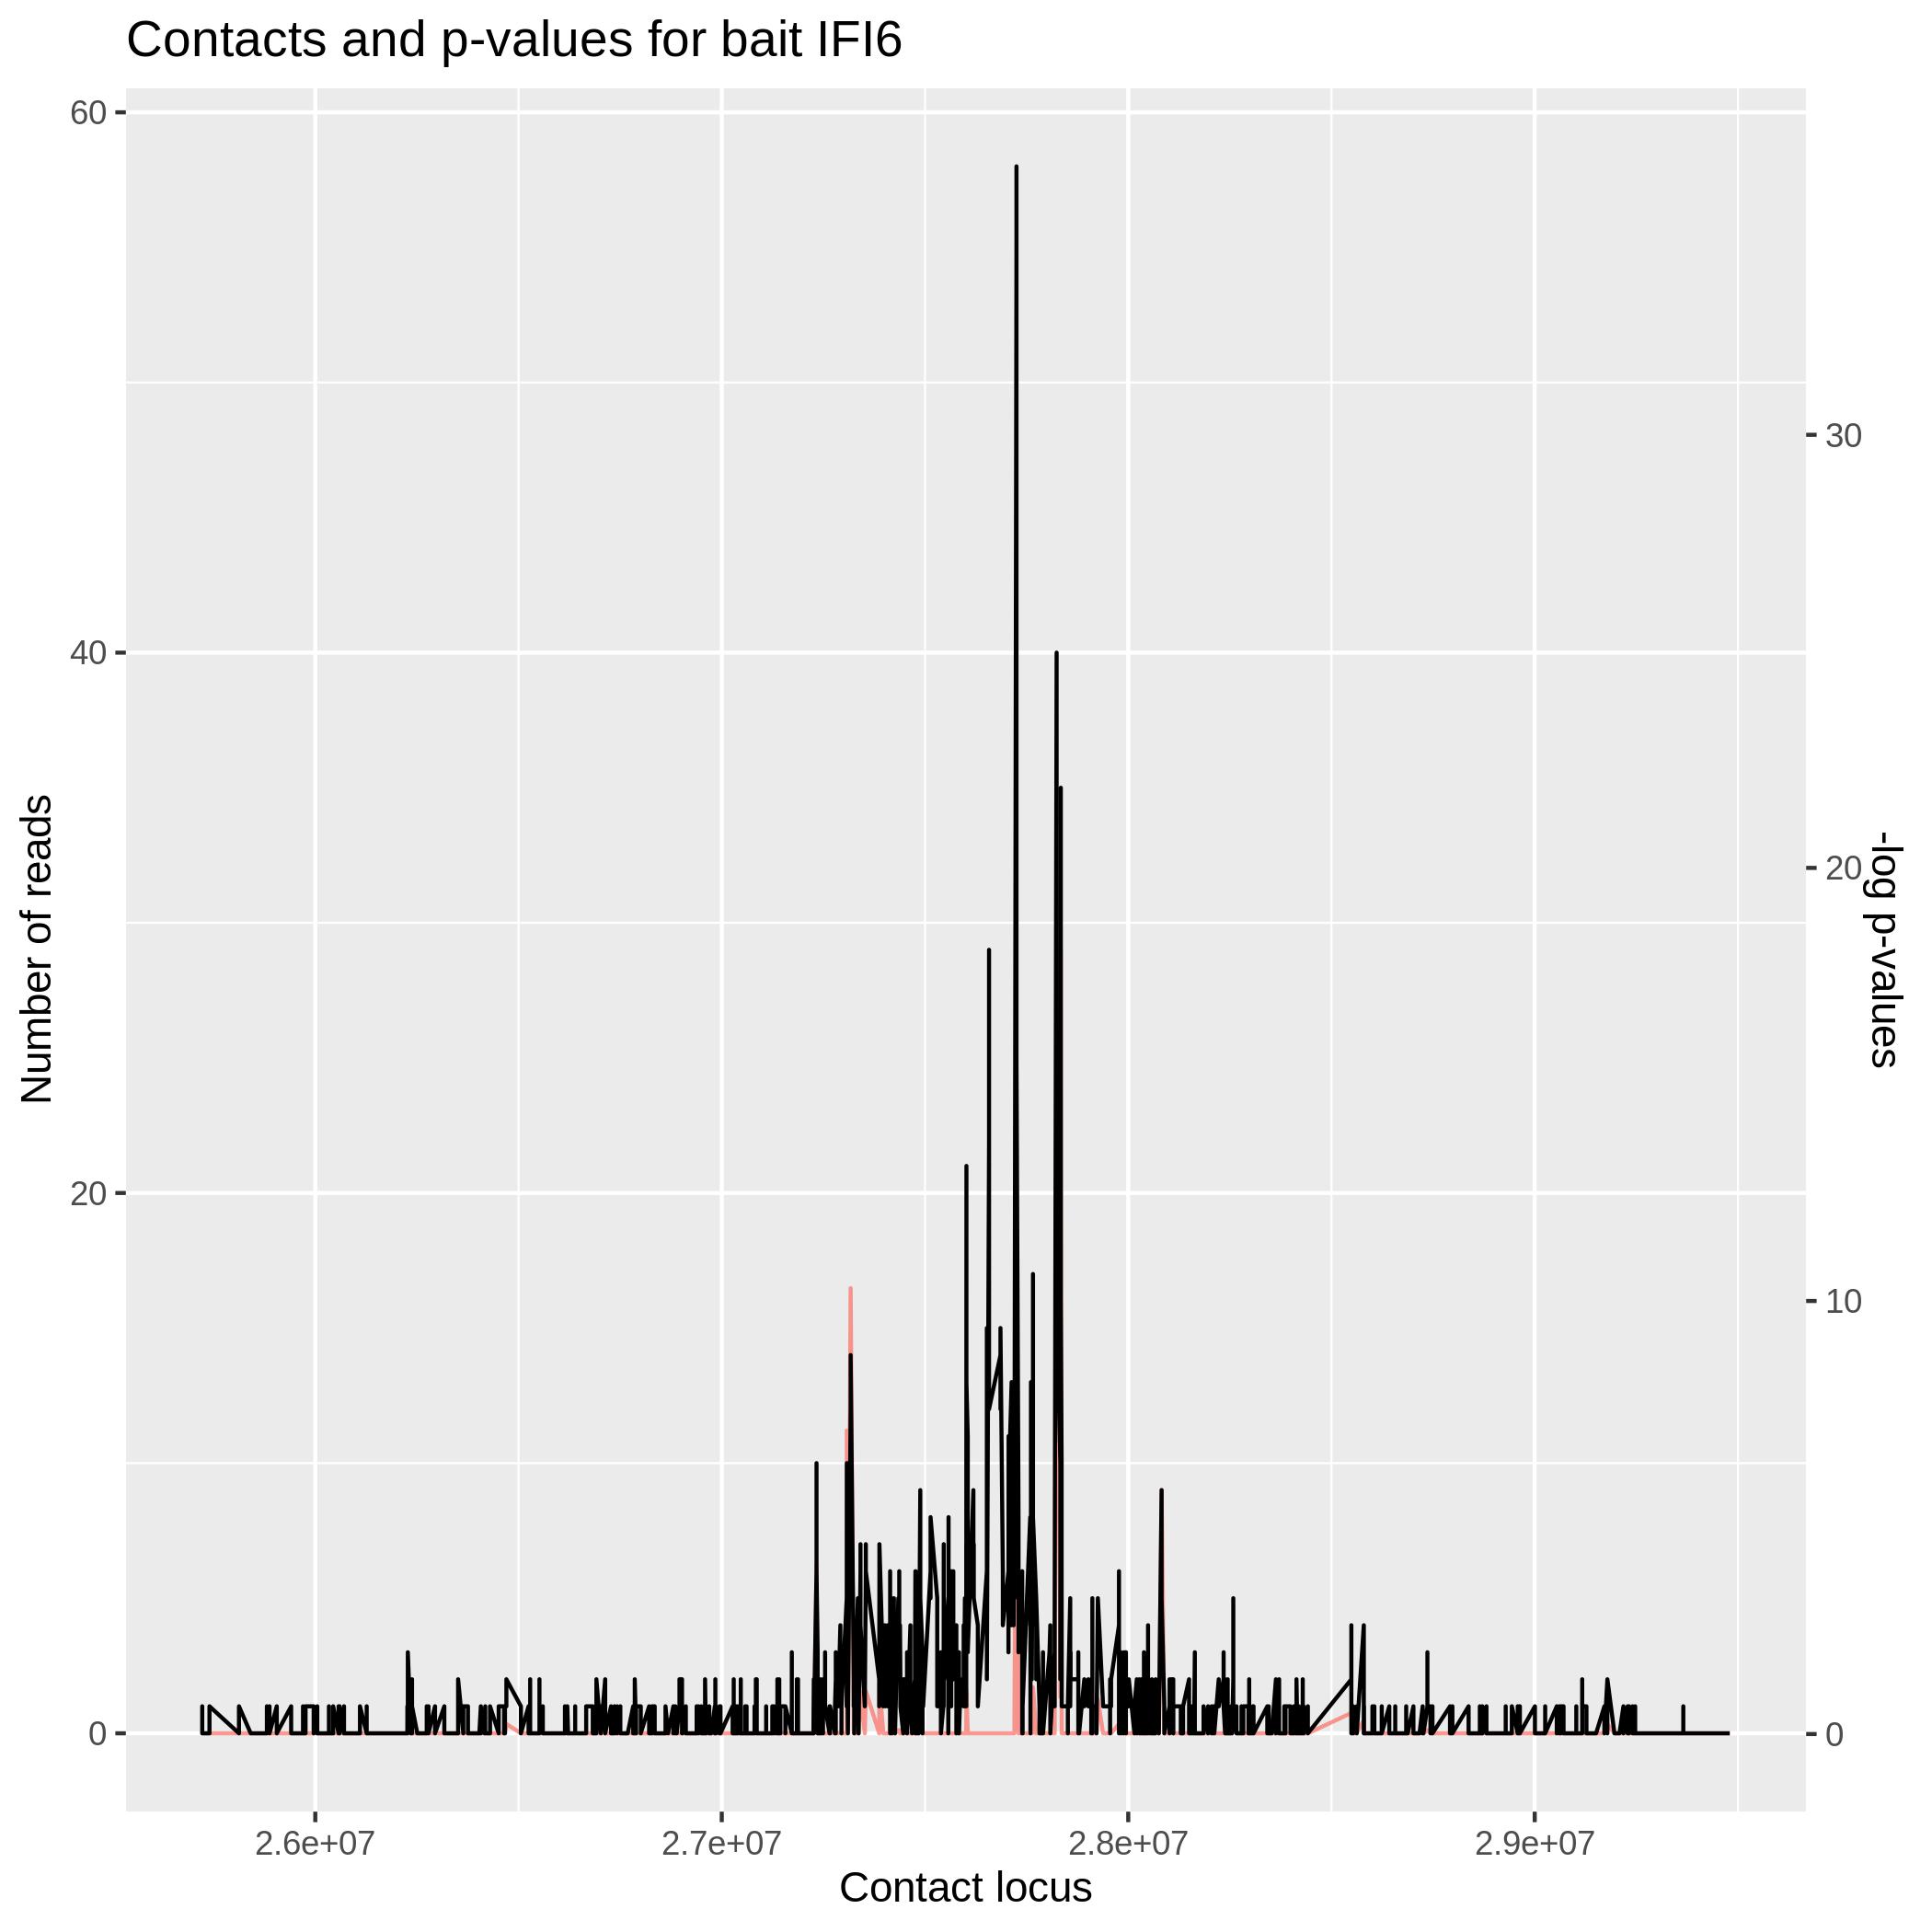 Contacts and p-values for bait IFI6
60
40
20
0
Number of reads
30
20
10
0
-log p-values
2.6e+07
2.7e+07
2.8e+07
2.9e+07
Contact locus